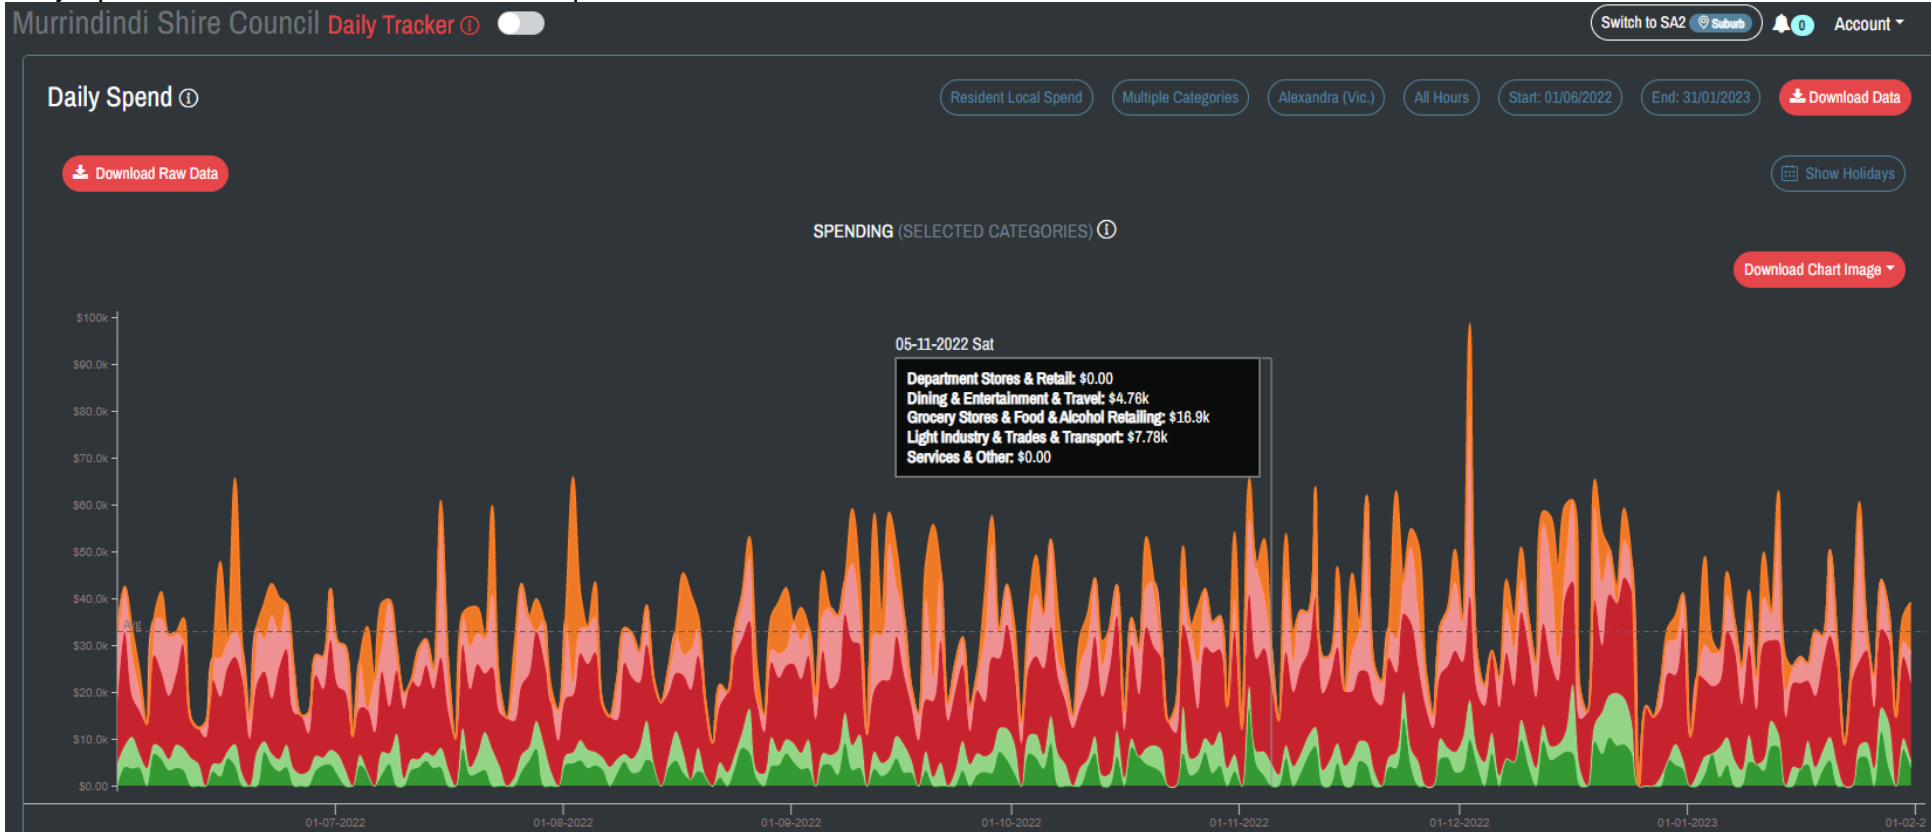 Murrindindi Shire Council Daily Tracker
Switch to SA2 Suburb 0 Account
Daily Spend
Resident Local Spend Multiple Categories Alexandra (Vic.) All Hours Start: 01/06/2022 End: 31/01/2023 Download Data
Download Raw Data Show Holidays
SPENDING (SELECTED CATEGORIES)
Download Chart Image
$100k
05-11-2022 Sat
$90.0k
Department Stores & Retail: $0.00
Dining & Entertainment & Travel: $4.76k
$80.0k
Grocery Stores & Food & Alcohol Retailing: $16.9k
Light Industry & Trades & Transport: $7.78k
$70.0k
Services & Other: $0.00
$60.0k
$50.0k
$40.0k
Avg
$30.0k
$20.0k
$10.0k
$0.00
01-07-2022 01-08-2022 01-09-2022 01-10-2022 01-11-2022 01-12-2022 01-01-2023 01-02-2